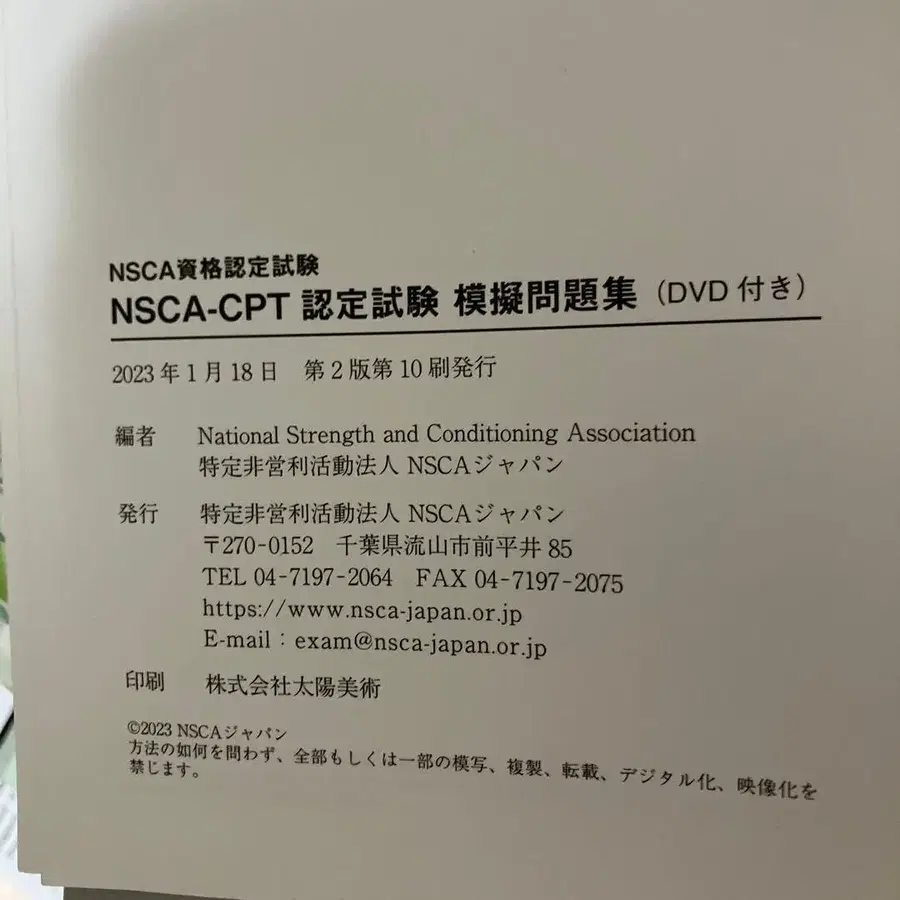 NSCA資格認定試験
NSCA-CPT 認定試験 模擬問題集（DVD 付き）
2023 年 1 月 18 日　第 2 版第 10 刷発行
編者　National Strength and Conditioning Association
特定非営利活動法人 NSCAジャパン
発行　特定非営利活動法人 NSCAジャパン
〒270-0152　千葉県流山市前平井 85
TEL 04-7197-2064　FAX 04-7197-2075
https://www.nsca-japan.or.jp
E-mail：exam@nsca-japan.or.jp
印刷　株式会社太陽美術
©2023 NSCAジャパン
方法の如何を問わず、全部もしくは一部の模写、複製、転載、デジタル化、映像化を
禁じます。